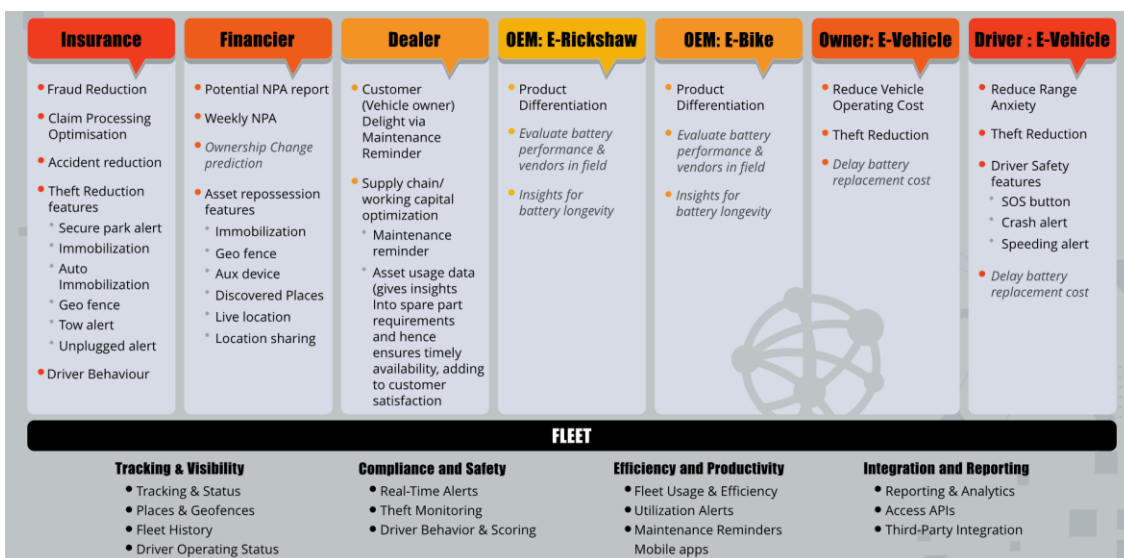 Insurance
Fraud Reduction
Claim Processing
Optimisation
Accident reduction
Theft Reduction
features
Secure park alert
Immobilization
Auto
Immobilization
Geo fence
Tow alert
Unplugged alert
Driver Behaviour
Financier
Potential NPA report
Weekly NPA
Ownership Change
prediction
Asset repossession
features
Immobilization
Geo fence
Aux device
Discovered Places
Live location
Location sharing
Dealer
Customer
(Vehicle owner)
Delight via
Maintenance
Reminder
Supply chain/
working capital
optimization
Maintenance
reminder
Asset usage data
(gives insights
Into spare part
requirements
and hence
ensures timely
availability, adding
to customer
satisfaction
OEM: E-Rickshaw
Product
Differentiation
Evaluate battery
performance &
vendors in field
Insights for
battery longevity
OEM: E-Bike
Product
Differentiation
Evaluate battery
performance &
vendors in field
Insights for
battery longevity
Owner: E-Vehicle
Reduce Vehicle
Operating Cost
Theft Reduction
Delay battery
replacement cost
Driver : E-Vehicle
Reduce Range
Anxiety
Theft Reduction
Driver Safety
features
SOS button
Crash alert
Speeding alert
Delay battery
replacement cost
FLEET
Tracking & Visibility
Tracking & Status
Places & Geofences
Fleet History
Driver Operating Status
Compliance and Safety
Real-Time Alerts
Theft Monitoring
Driver Behavior & Scoring
Efficiency and Productivity
Fleet Usage & Efficiency
Utilization Alerts
Maintenance Reminders
Mobile apps
Integration and Reporting
Reporting & Analytics
Access APIs
Third-Party Integration